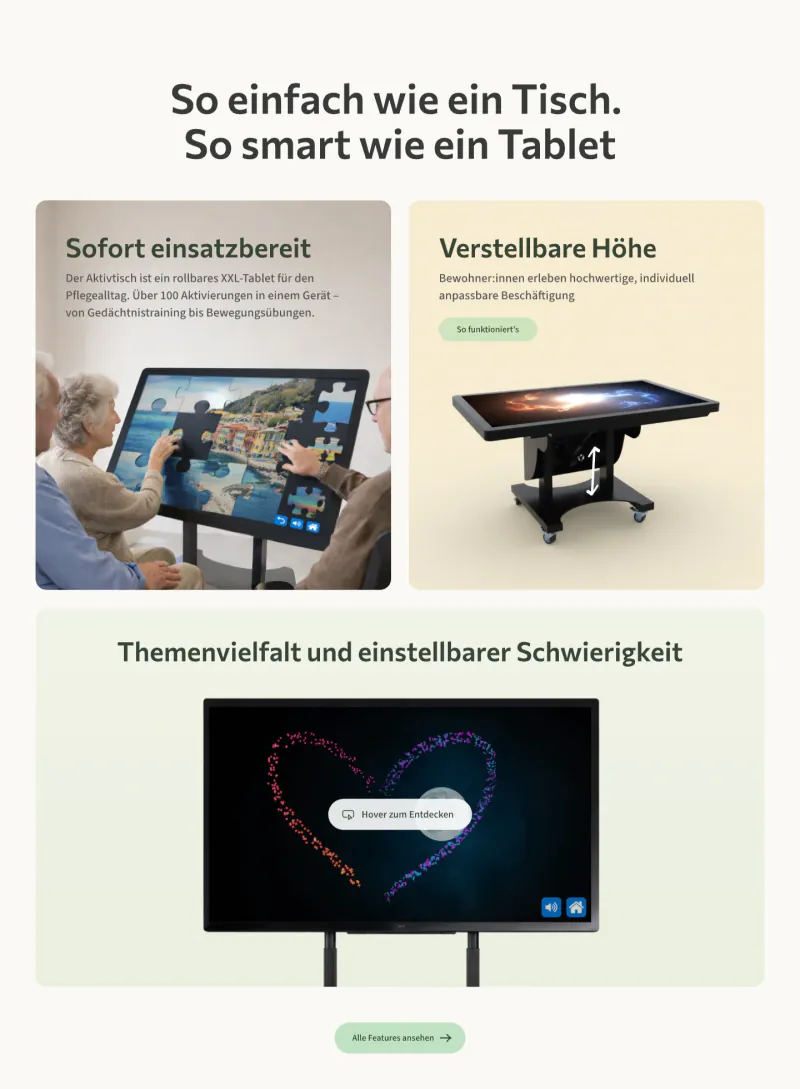 So einfach wie ein Tisch.
So smart wie ein Tablet
Sofort einsatzbereit
Der Aktivtisch ist ein rollbares XXL-Tablet für den
Pflegealltag. Über 100 Aktivierungen in einem Gerät –
von Gedächtnistraining bis Bewegungsübungen.
Verstellbare Höhe
Bewohner:innen erleben hochwertige, individuell
anpassbare Beschäftigung
So funktioniert's
Themenvielfalt und einstellbarer Schwierigkeit
Hover zum Entdecken
Alle Features ansehen